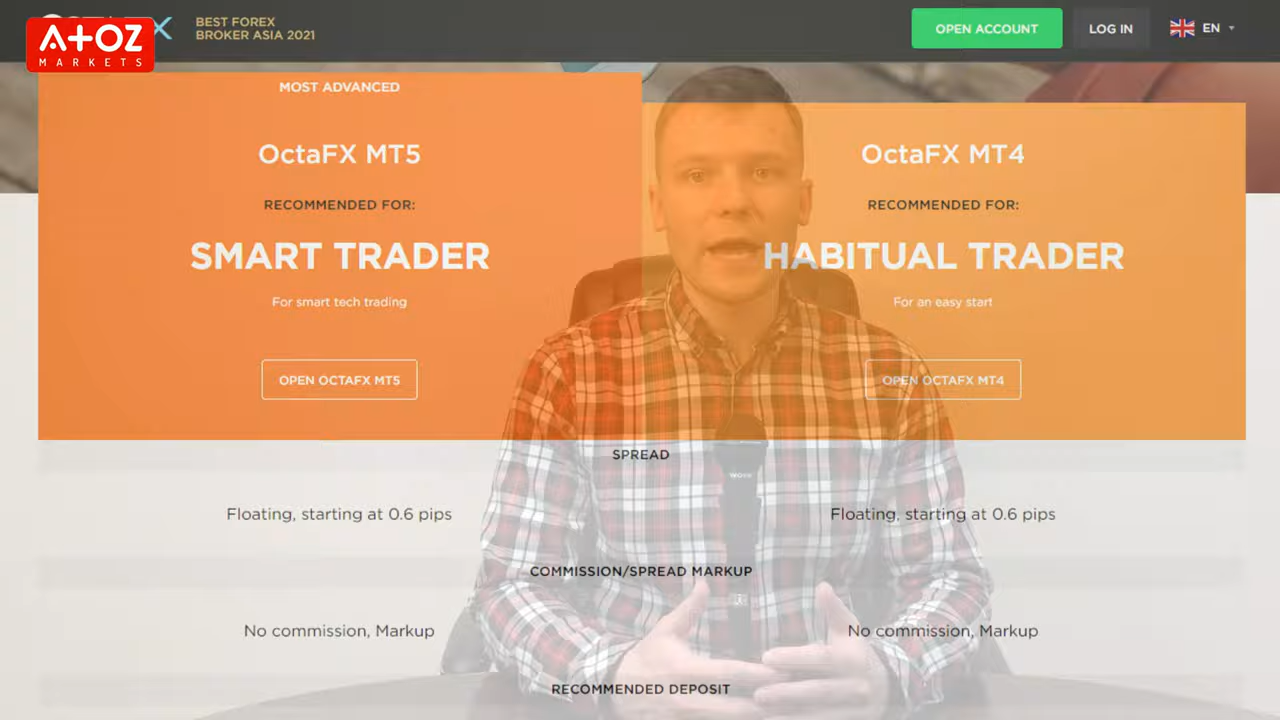 A+OZ
MARKETS
X
BEST FOREX
BROKER ASIA 2021
OPEN ACCOUNT
LOG IN
EN
MOST ADVANCED
OctaFX MT5
RECOMMENDED FOR:
SMART TRADER
For smart tech trading
OPEN OCTAFX MT5
OctaFX MT4
RECOMMENDED FOR:
HABITUAL TRADER
For an easy start
OPEN OCTAFX MT4
SPREAD
Floating, starting at 0.6 pips
Floating, starting at 0.6 pips
COMMISSION/SPREAD MARKUP
No commission, Markup
No commission, Markup
RECOMMENDED DEPOSIT